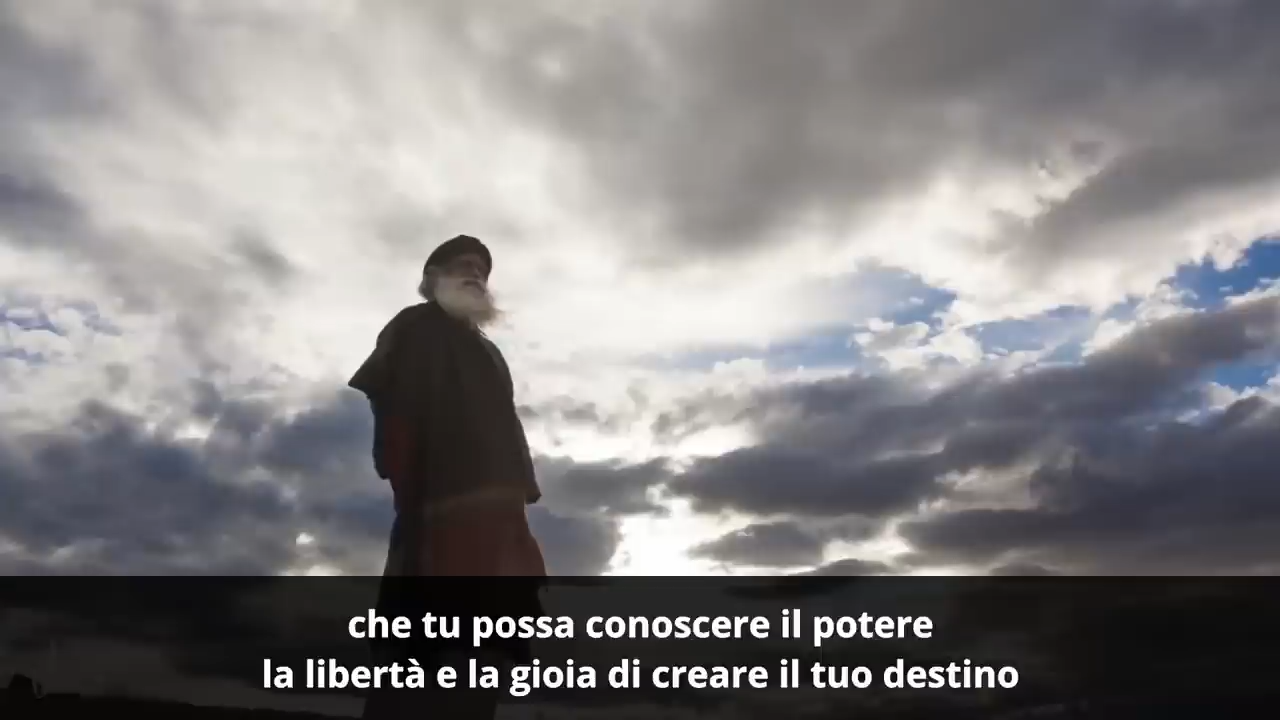 che tu possa conoscere il potere
la libertà e la gioia di creare il tuo destino